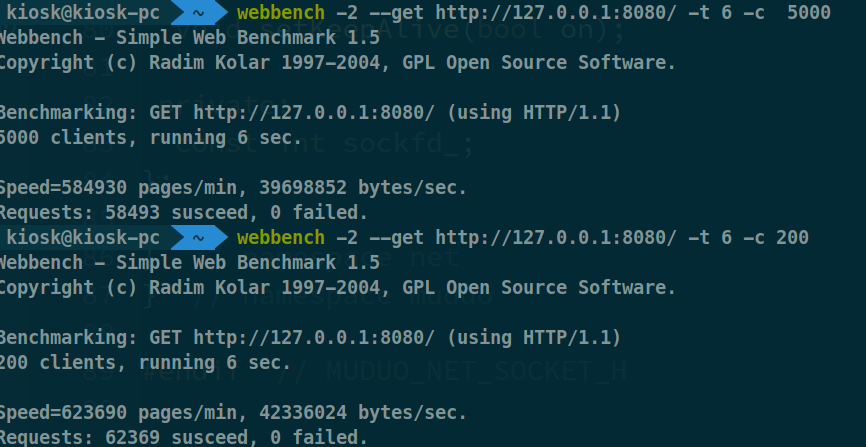 kiosk@kiosk-pc ~ webbench -2 --get http://127.0.0.1:8080/ -t 6 -c  5000
Webbench - Simple Web Benchmark 1.5
Copyright (c) Radim Kolar 1997-2004, GPL Open Source Software.

Benchmarking: GET http://127.0.0.1:8080/ (using HTTP/1.1)
5000 clients, running 6 sec.

Speed=584930 pages/min, 39698852 bytes/sec.
Requests: 58493 susceed, 0 failed.
kiosk@kiosk-pc ~ webbench -2 --get http://127.0.0.1:8080/ -t 6 -c 200
Webbench - Simple Web Benchmark 1.5
Copyright (c) Radim Kolar 1997-2004, GPL Open Source Software.

Benchmarking: GET http://127.0.0.1:8080/ (using HTTP/1.1)
200 clients, running 6 sec.

Speed=623690 pages/min, 42336024 bytes/sec.
Requests: 62369 susceed, 0 failed.